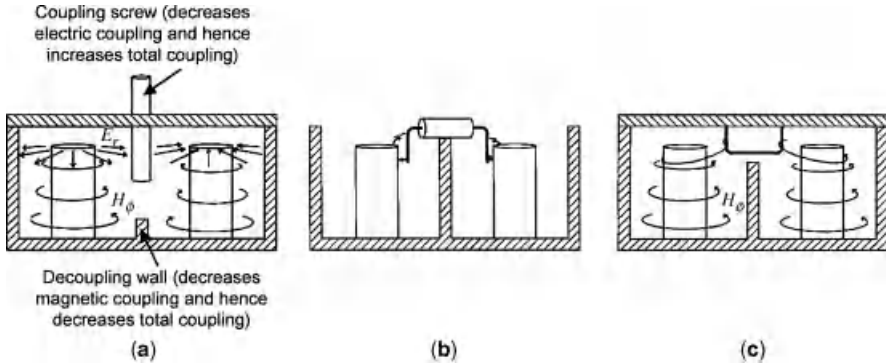 Coupling screw (decreases
electric coupling and hence
increases total coupling)
E_r
H_ϕ
H_ϕ
Decoupling wall (decreases
magnetic coupling and hence
decreases total coupling)
(a)
(b)
(c)